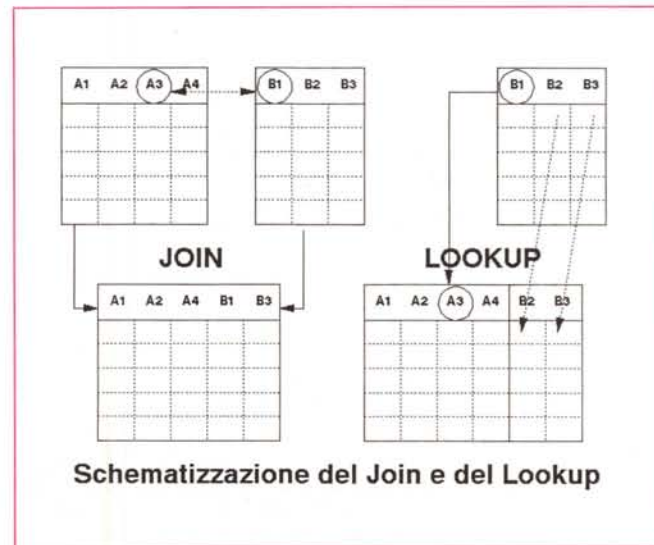 A1 A2 A3 A4
B1 B2 B3
B1 B2 B3
JOIN
LOOKUP
A1 A2 A4 B1 B3
A1 A2 A3 A4 B2 B3
Schematizzazione del Join e del Lookup